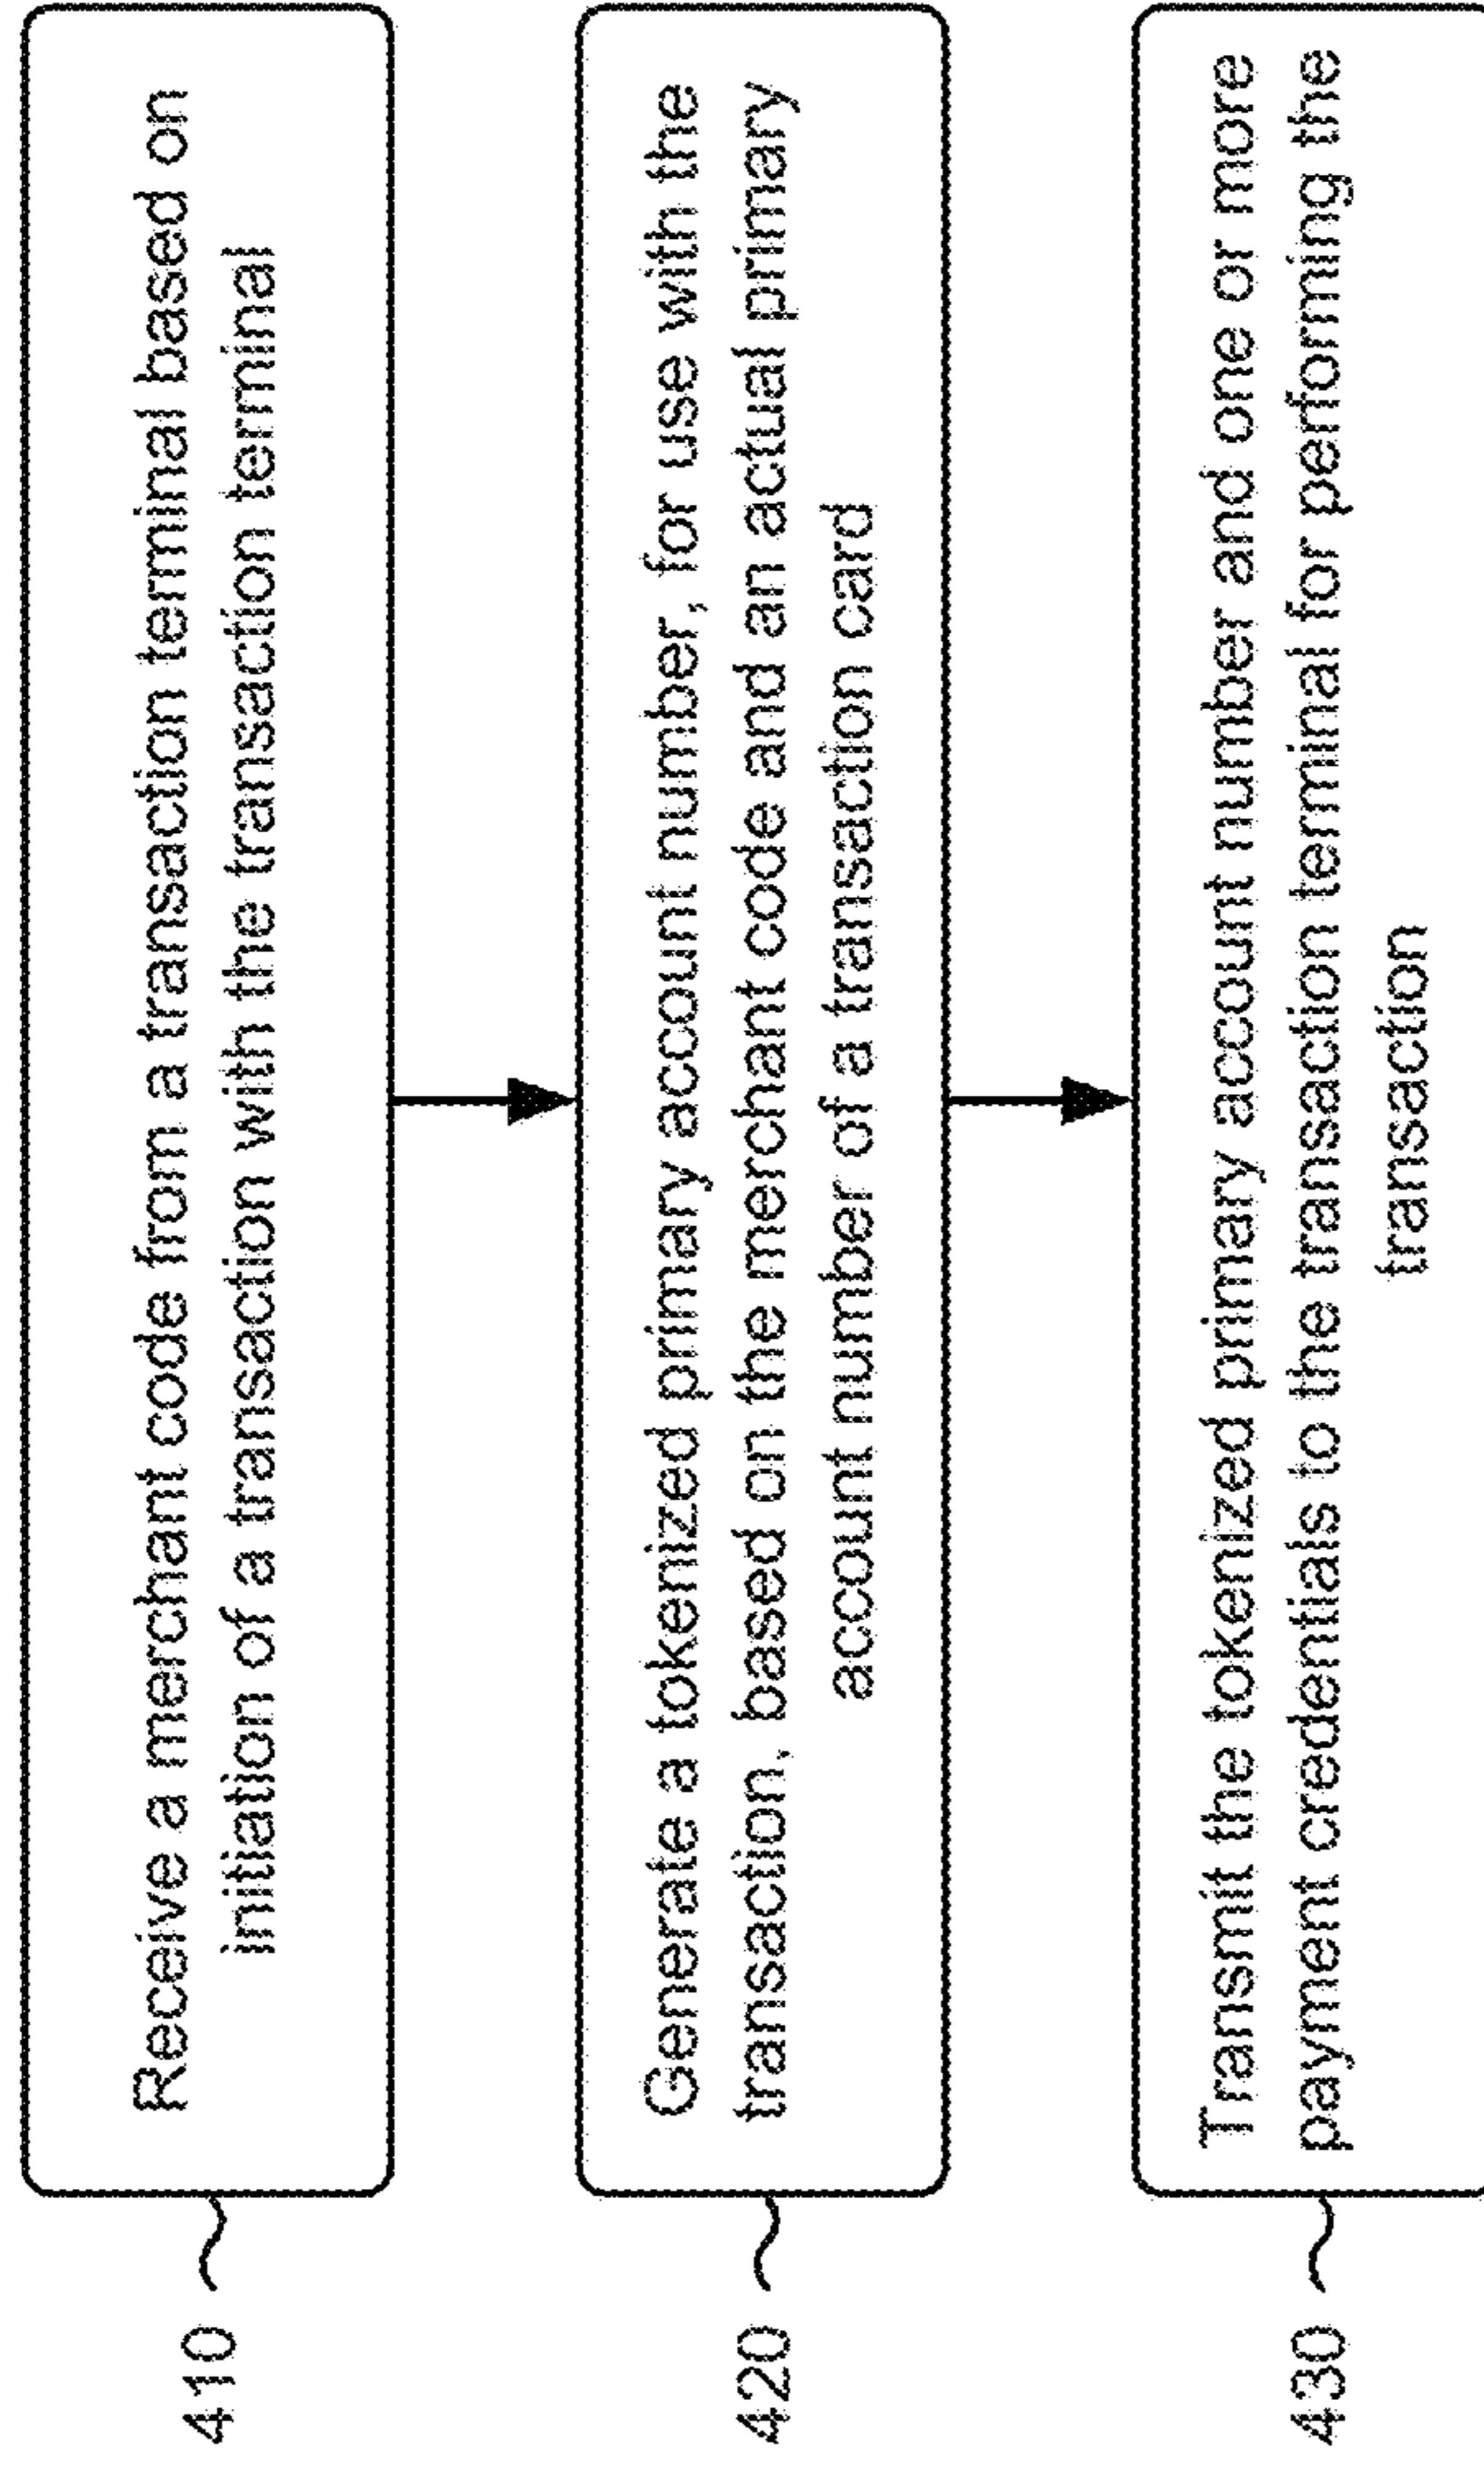 410
Receive a merchant code from a transaction terminal based on
initiation of a transaction with the transaction terminal
420
Generate a tokenized primary account number, for use with the
transaction, based on the merchant code and an actual primary
account number of a transaction card
430
Transmit the tokenized primary account number and one or more
payment credentials to the transaction terminal for performing the
transaction